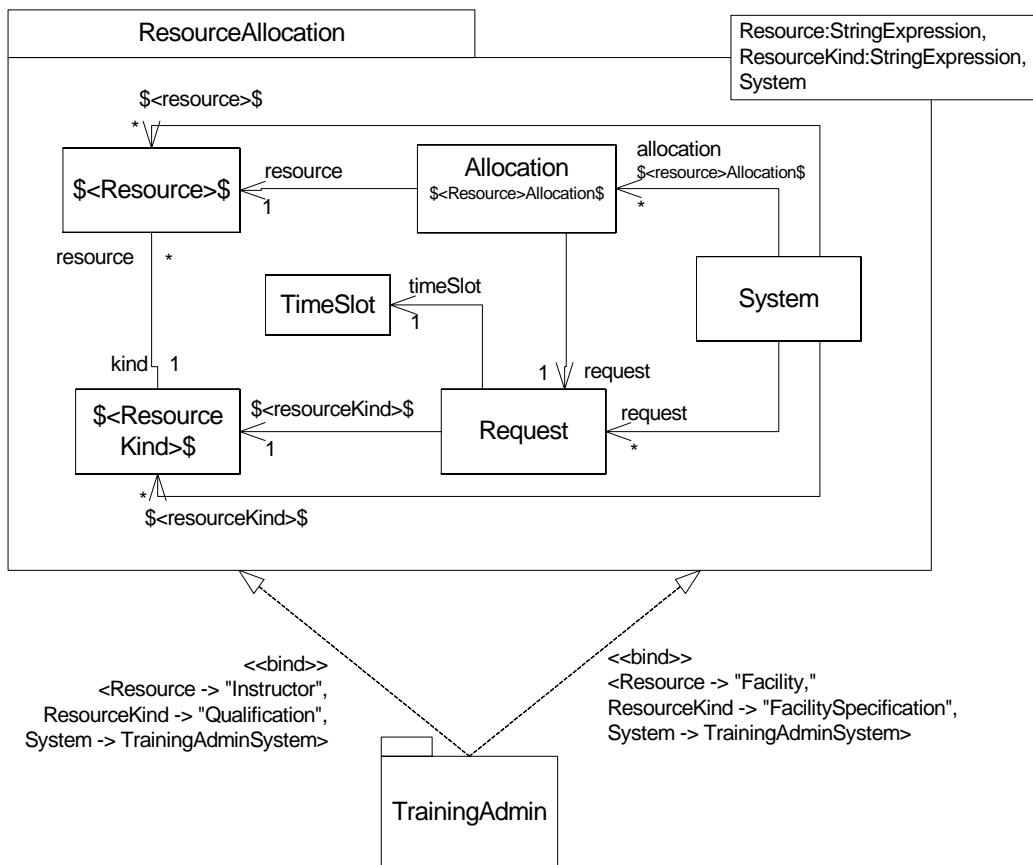 ResourceAllocation
Resource:StringExpression,
ResourceKind:StringExpression,
System
$<resource>$
*
$<Resource>$
resource
1
Allocation
$<Resource>Allocation$
allocation
$<resource>Allocation$
*
resource
*
TimeSlot
timeSlot
1
System
kind
1
1
request
$<Resource
Kind>$
$<resourceKind>$
1
Request
request
*
*
$<resourceKind>$
<<bind>>
<Resource -> "Instructor",
ResourceKind -> "Qualification",
System -> TrainingAdminSystem>
<<bind>>
<Resource -> "Facility,"
ResourceKind -> "FacilitySpecification",
System -> TrainingAdminSystem>
TrainingAdmin